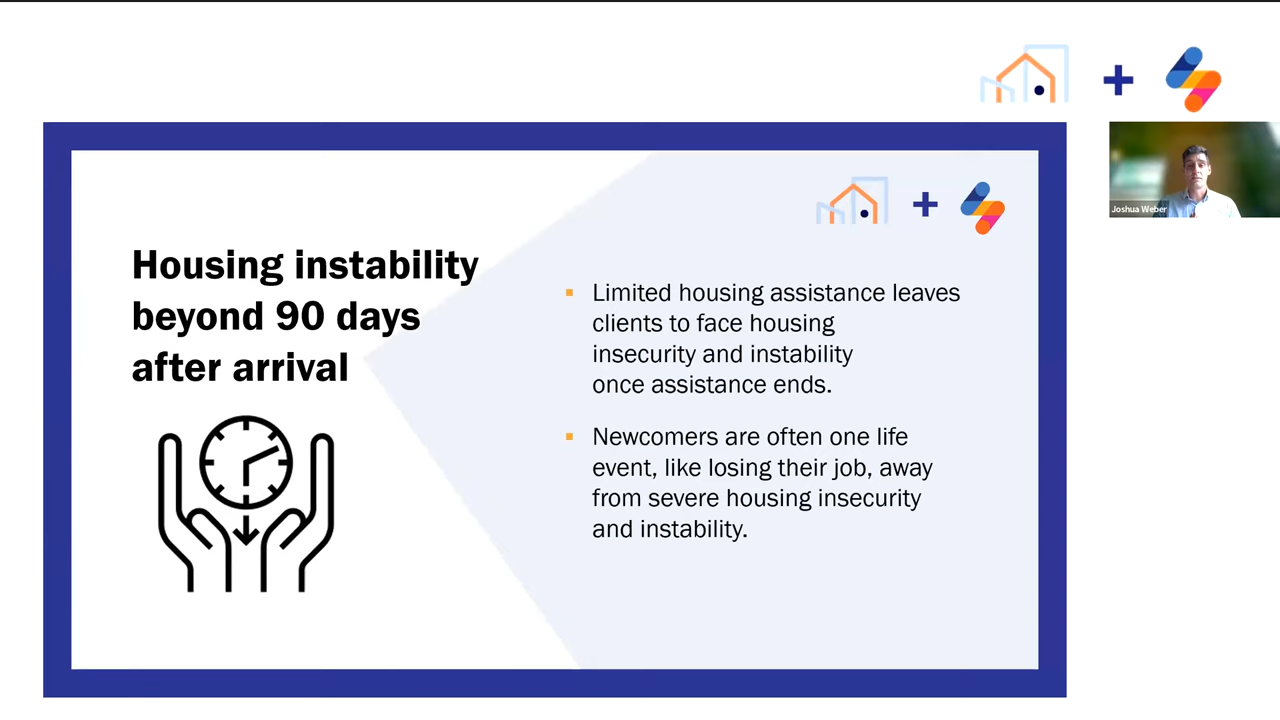 Housing instability
beyond 90 days
after arrival
Limited housing assistance leaves
clients to face housing
insecurity and instability
once assistance ends.
Newcomers are often one life
event, like losing their job, away
from severe housing insecurity
and instability.
Joshua Weber